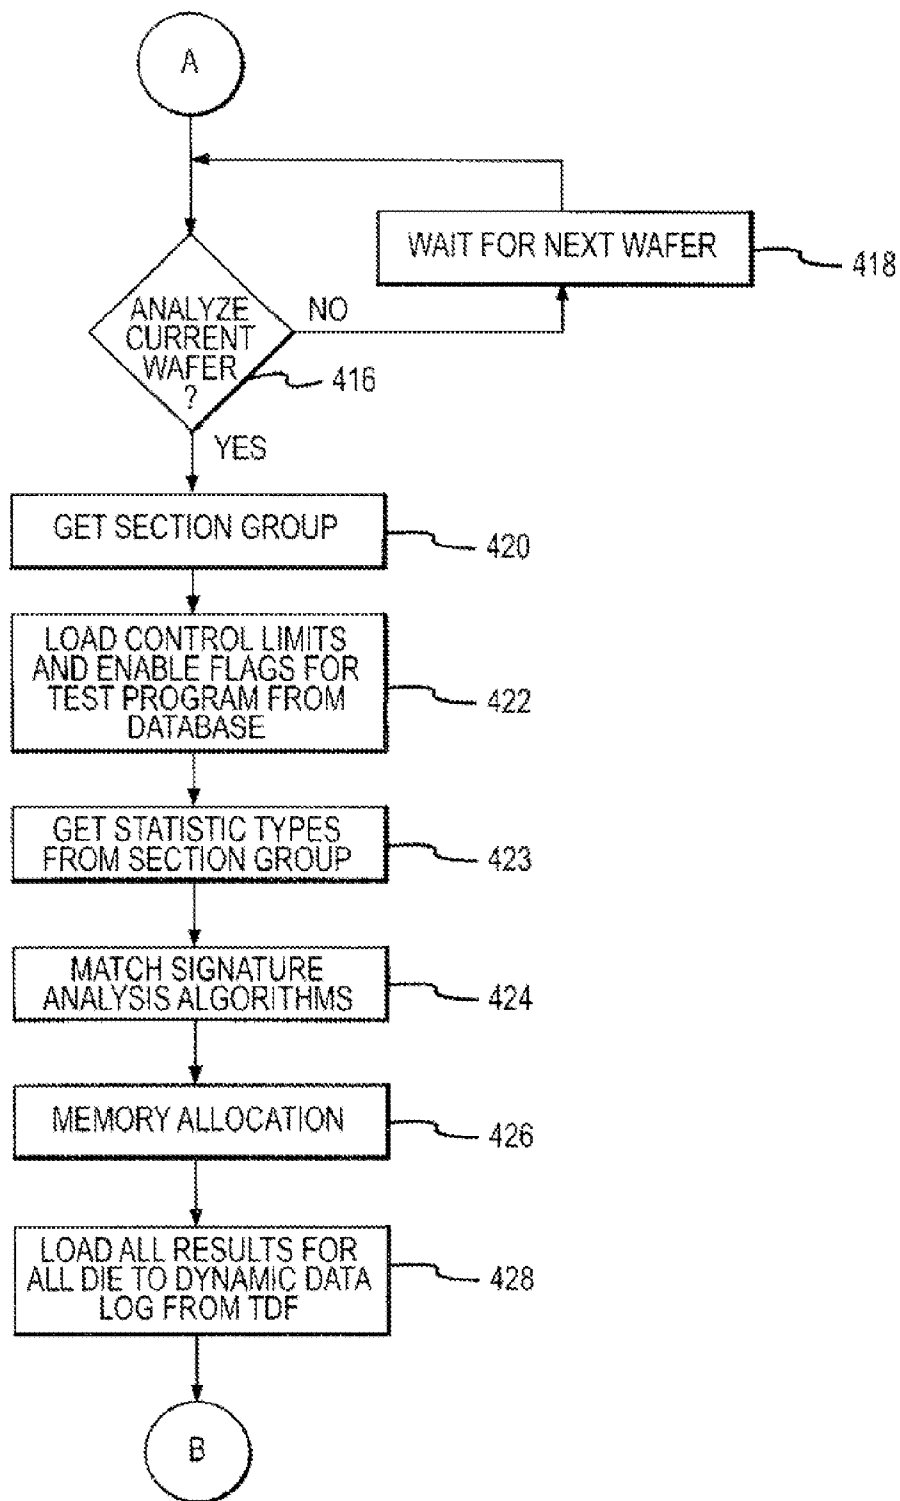 A
WAIT FOR NEXT WAFER
418
ANALYZE
CURRENT
WAFER
?
NO
416
YES
GET SECTION GROUP
420
LOAD CONTROL LIMITS
AND ENABLE FLAGS FOR
TEST PROGRAM FROM
DATABASE
422
GET STATISTIC TYPES
FROM SECTION GROUP
423
MATCH SIGNATURE
ANALYSIS ALGORITHMS
424
MEMORY ALLOCATION
426
LOAD ALL RESULTS FOR
ALL DIE TO DYNAMIC DATA
LOG FROM TDF
428
B